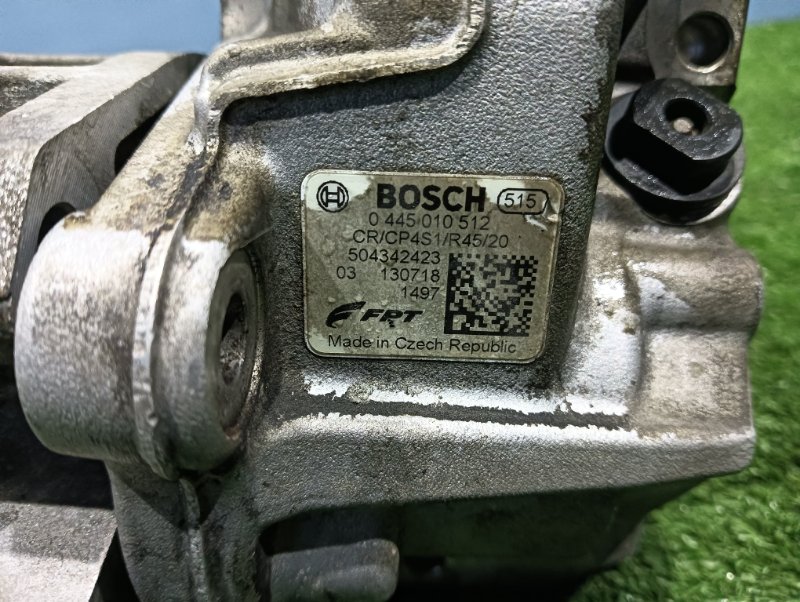 BOSCH 515
0 445 010 512
CR/CP4S1/R45/20
504342423
03 130718
1497
FPT
Made in Czech Republic